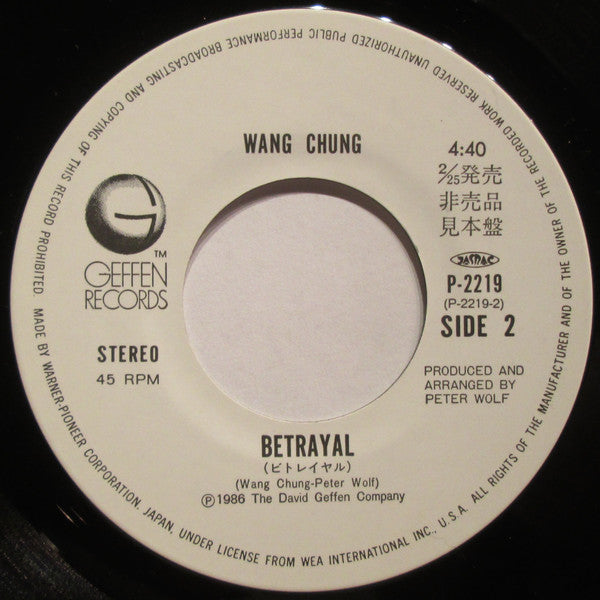 ALL RIGHTS OF THE MANUFACTURER AND OF THE OWNER OF THE RECORDED WORK RESERVED UNAUTHORIZED PUBLIC PERFORMANCE BROADCASTING AND COPYING OF THIS RECORD PROHIBITED. MADE BY WARNER-PIONEER CORPORATION, JAPAN, UNDER LICENSE FROM WEA INTERNATIONAL INC., U.S.A.
WANG CHUNG
4:40
2/25発売
非売品
見本盤
JASRAC
G
TM
GEFFEN
RECORDS
P-2219
(P-2219-2)
SIDE 2
STEREO
45 RPM
PRODUCED AND
ARRANGED BY
PETER WOLF
BETRAYAL
(ビトレイヤル)
(Wang Chung-Peter Wolf)
Ⓟ1986 The David Geffen Company